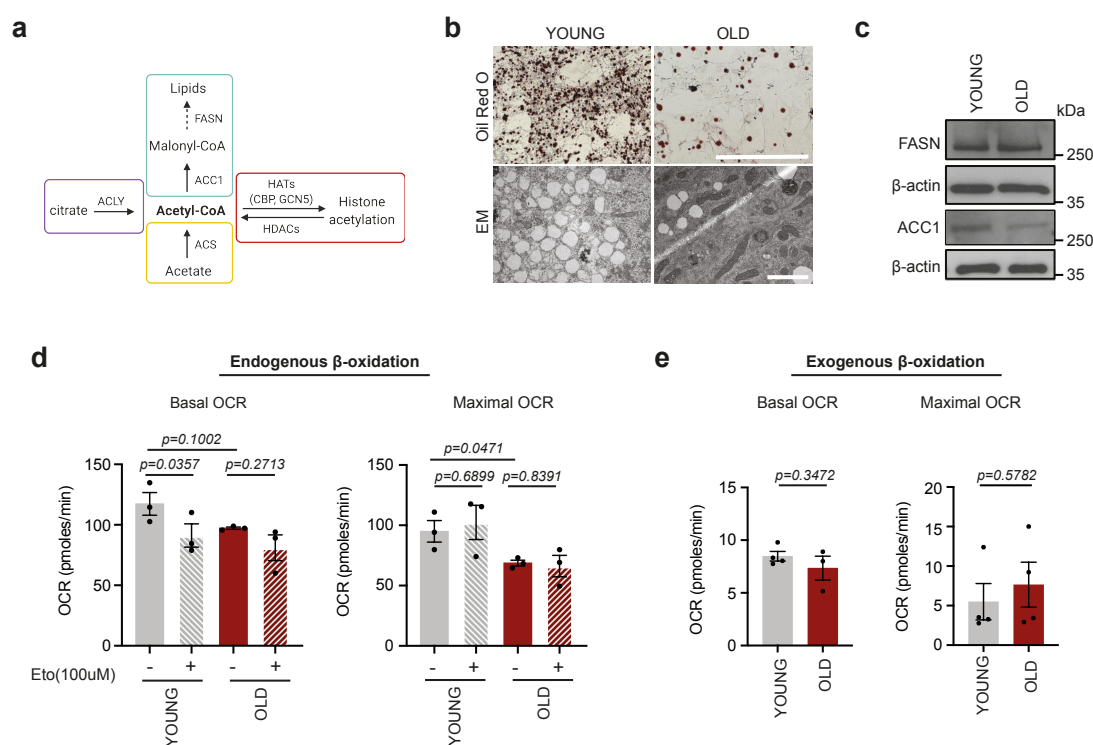 a
Lipids
FASN
Malonyl-CoA
ACC1
citrate
ACLY
Acetyl-CoA
HATs
(CBP, GCN5)
HDACs
Histone
acetylation
ACS
Acetate
b
YOUNG
OLD
Oil Red O
EM
c
YOUNG
OLD
kDa
FASN
250
β-actin
35
ACC1
250
β-actin
35
d
Endogenous β-oxidation
Basal OCR
p=0.1002
p=0.0357
p=0.2713
OCR (pmoles/min)
150
100
50
0
Eto(100uM)
-
+
-
+
YOUNG
OLD
Maximal OCR
p=0.0471
p=0.6899
p=0.8391
OCR (pmoles/min)
150
100
50
0
-
+
-
+
YOUNG
OLD
e
Exogenous β-oxidation
Basal OCR
p=0.3472
OCR (pmoles/min)
15
10
5
0
YOUNG
OLD
Maximal OCR
p=0.5782
OCR (pmoles/min)
20
15
10
5
0
YOUNG
OLD